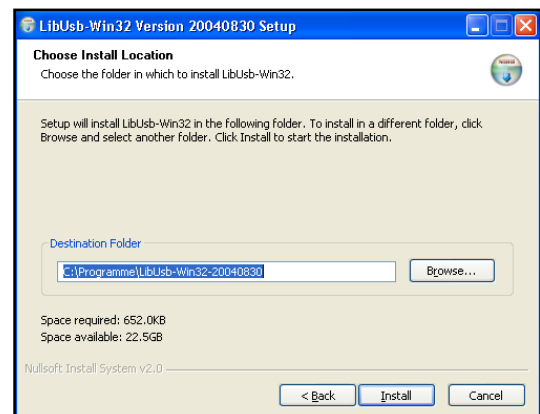 LibUsb-Win32 Version 20040830 Setup
Choose Install Location
Choose the folder in which to install LibUsb-Win32.
Setup will install LibUsb-Win32 in the following folder. To install in a different folder, click
Browse and select another folder. Click Install to start the installation.
Destination Folder
C:\Programme\LibUsb-Win32-20040830
Browse...
Space required: 652.0KB
Space available: 22.5GB
Nullsoft Install System v2.0
< Back
Install
Cancel